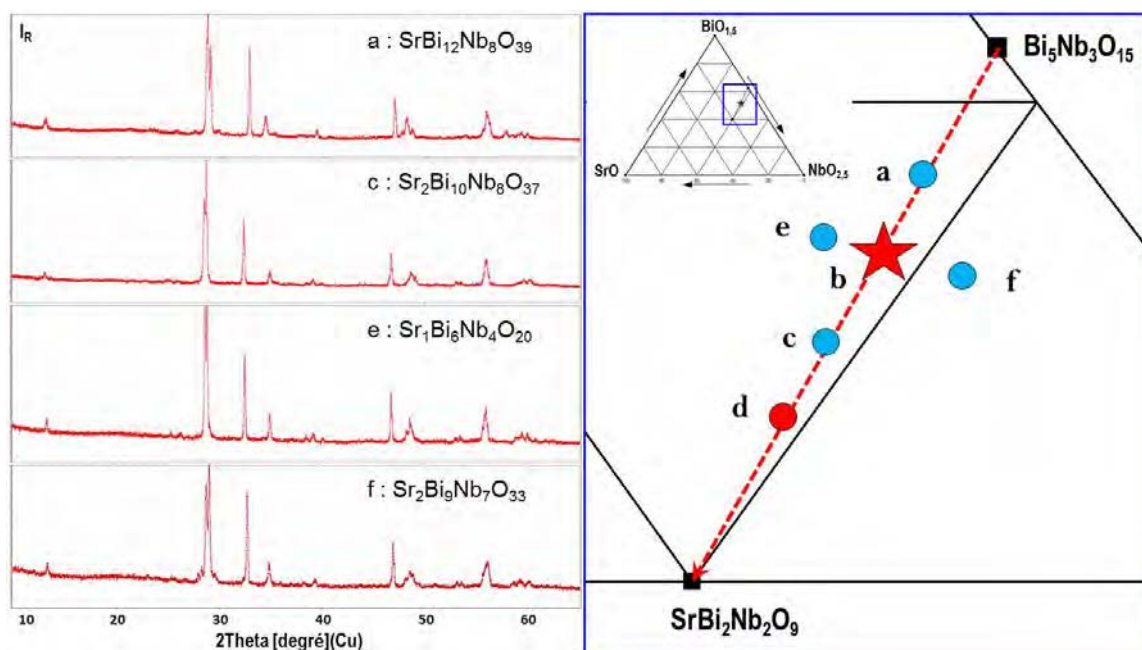 I_R
a : SrBi₁₂Nb₈O₃₉
c : Sr₂Bi₁₀Nb₈O₃₇
e : Sr₁Bi₆Nb₄O₂₀
f : Sr₂Bi₉Nb₇O₃₃
10 20 30 40 50 60
2Theta [degré](Cu)
BiO₁,₅
SrO
NbO₂,₅
Bi₅Nb₃O₁₅
a
e
b
f
c
d
SrBi₂Nb₂O₉